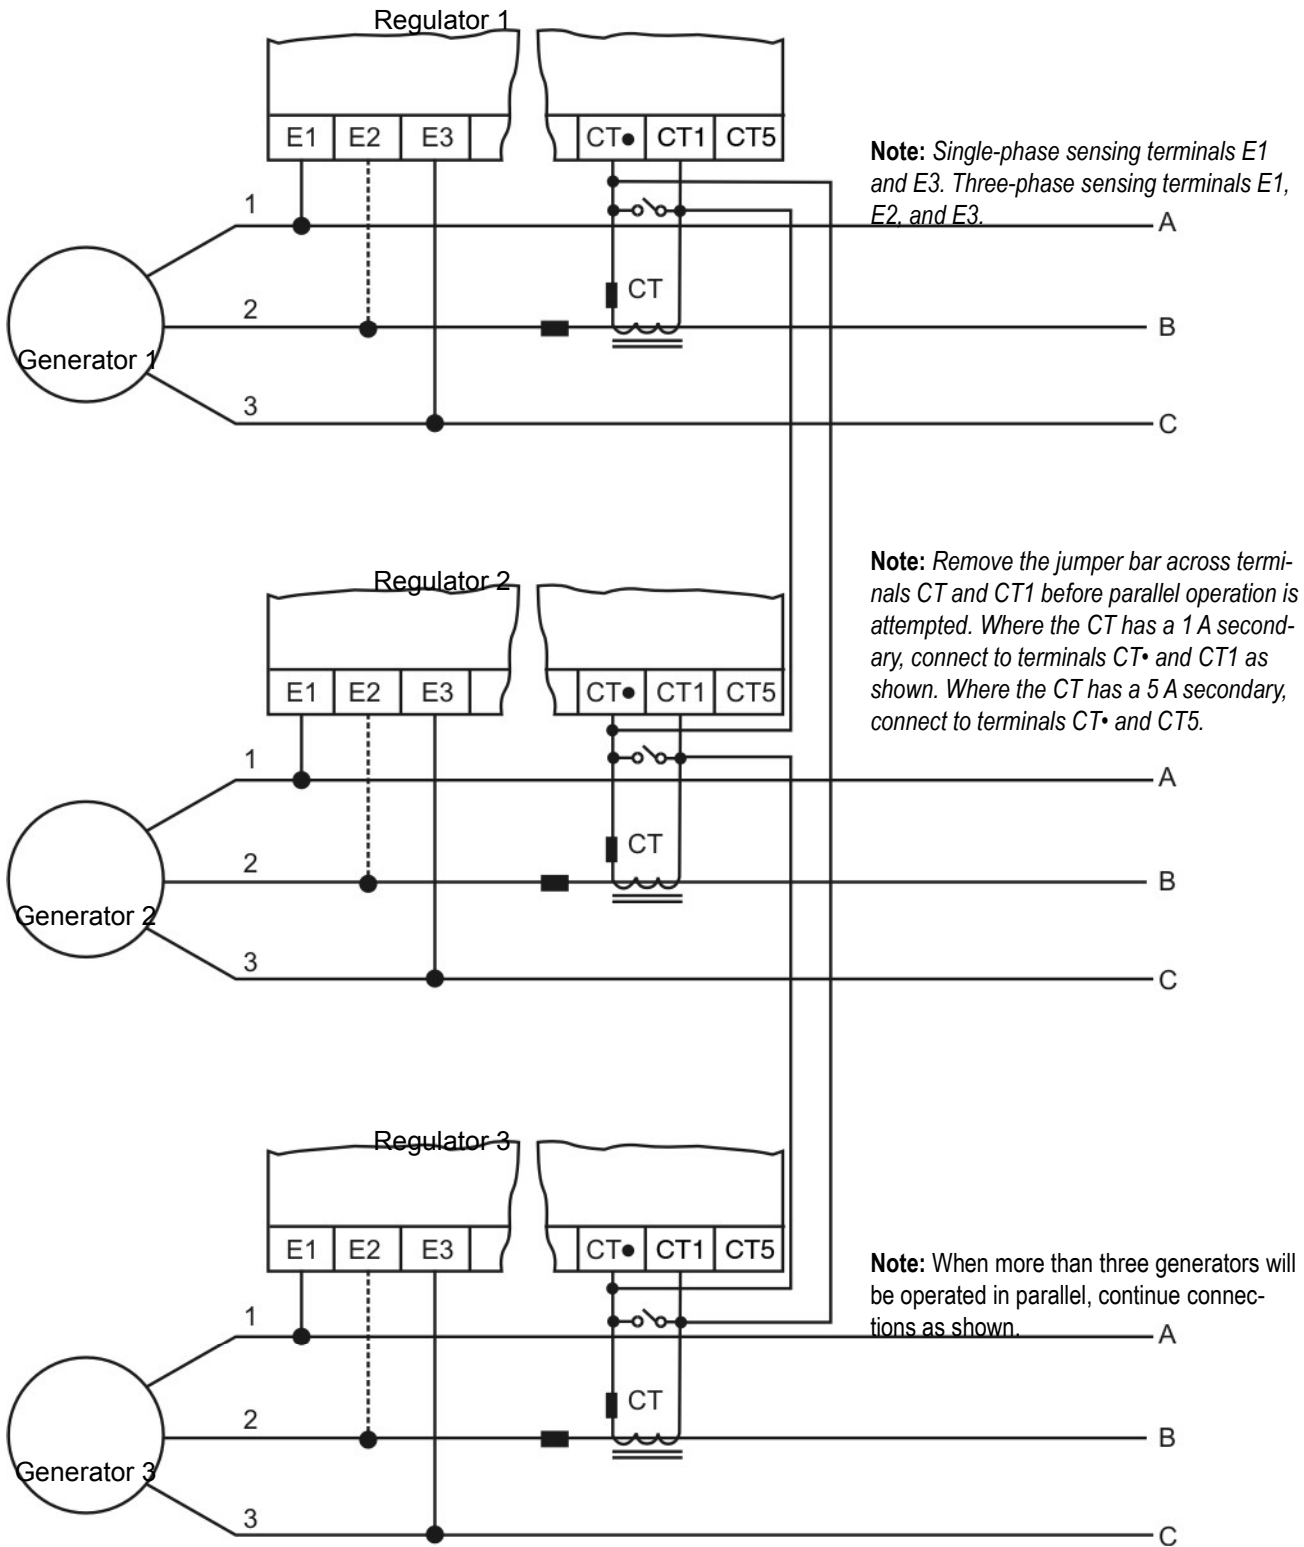 Regulator 1
E1 E2 E3 CT● CT1 CT5
Note: Single-phase sensing terminals E1
and E3. Three-phase sensing terminals E1,
E2, and E3.
1
A
CT
2
B
Generator 1
3
C
Note: Remove the jumper bar across termi-
nals CT and CT1 before parallel operation is
attempted. Where the CT has a 1 A second-
ary, connect to terminals CT• and CT1 as
shown. Where the CT has a 5 A secondary,
connect to terminals CT• and CT5.
Regulator 2
E1 E2 E3 CT● CT1 CT5
1
A
CT
2
B
Generator 2
3
C
Regulator 3
E1 E2 E3 CT● CT1 CT5
Note: When more than three generators will
be operated in parallel, continue connec-
tions as shown.
1
A
CT
2
B
Generator 3
3
C